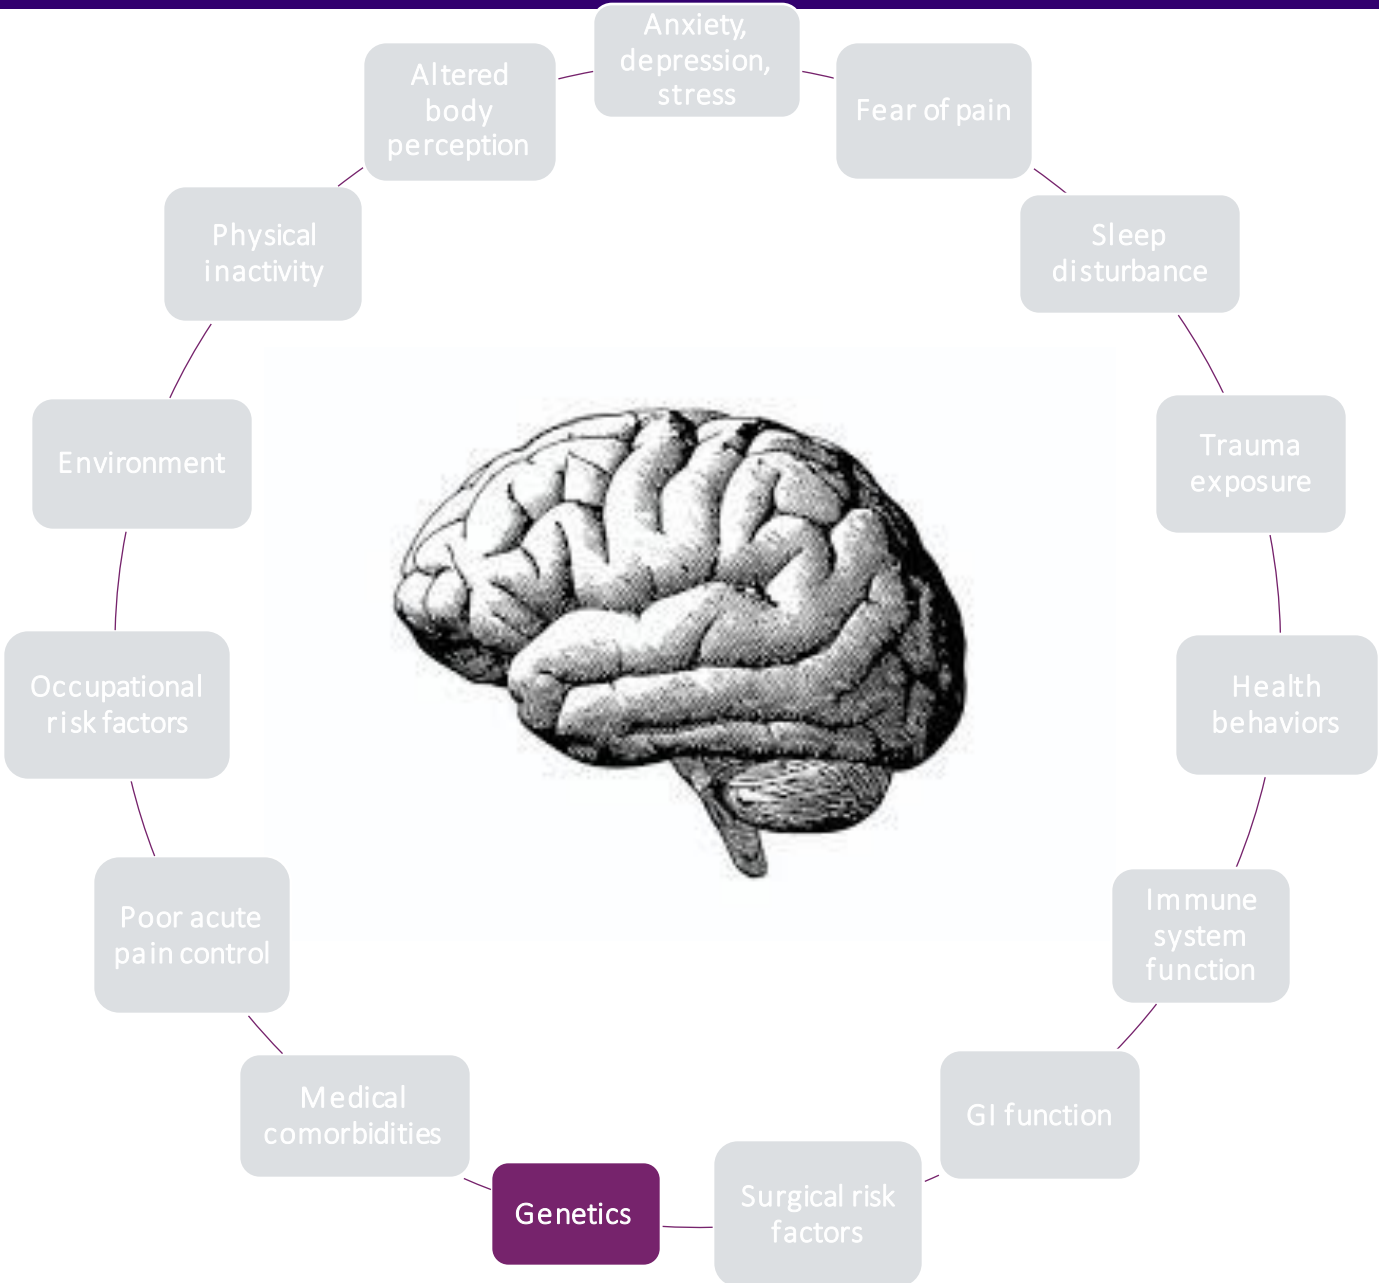 Anxiety,
depression,
stress
Fear of pain
Sleep
disturbance
Trauma
exposure
Health
behaviors
Immune
system
function
GI function
Surgical risk
factors
Genetics
Medical
comorbidities
Poor acute
pain control
Occupational
risk factors
Environment
Physical
inactivity
Altered
body
perception